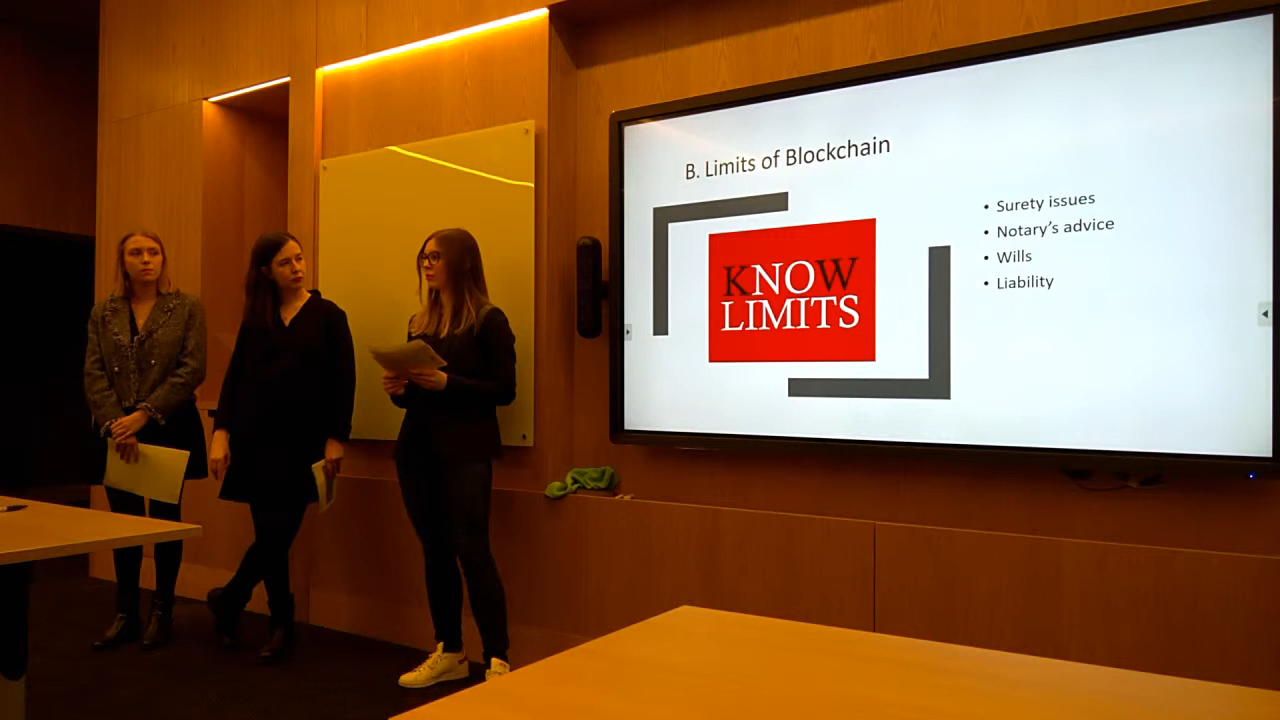 B. Limits of Blockchain
KNOW
LIMITS
• Surety issues
• Notary's advice
• Wills
• Liability